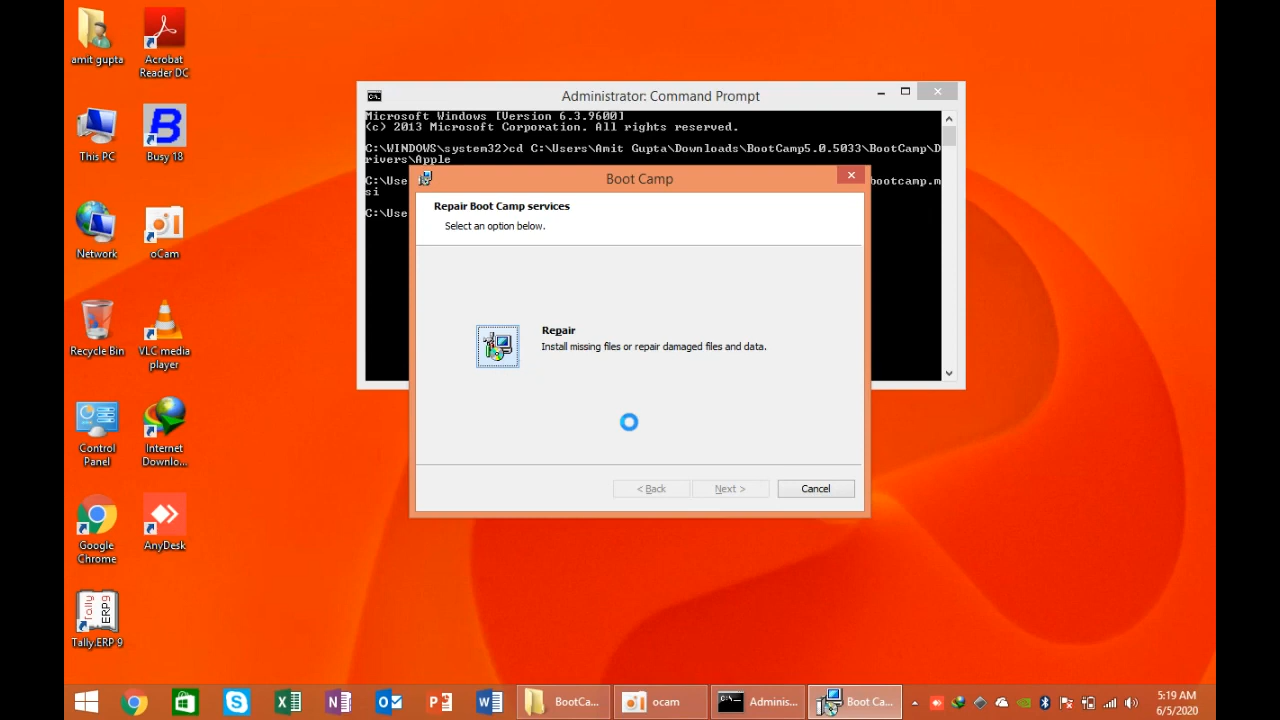 amit gupta
Acrobat
Reader DC
This PC
Busy 18
Network
oCam
Recycle Bin
VLC media
player
Control
Panel
Internet
Downlo...
Google
Chrome
AnyDesk
Tally
ERP9
Tally.ERP 9
Administrator: Command Prompt
Microsoft Windows [Version 6.3.9600]
(c) 2013 Microsoft Corporation. All rights reserved.
C:\WINDOWS\system32>cd C:\Users\Amit Gupta\Downloads\BootCamp5.0.5033\BootCamp\D
rivers\Apple
C:\Use
bootcamp.m
si
C:\Use
Boot Camp
Repair Boot Camp services
Select an option below.
Repair
Install missing files or repair damaged files and data.
< Back
Next >
Cancel
BootCa...
ocam
Adminis...
Boot Ca...
5:19 AM
6/5/2020